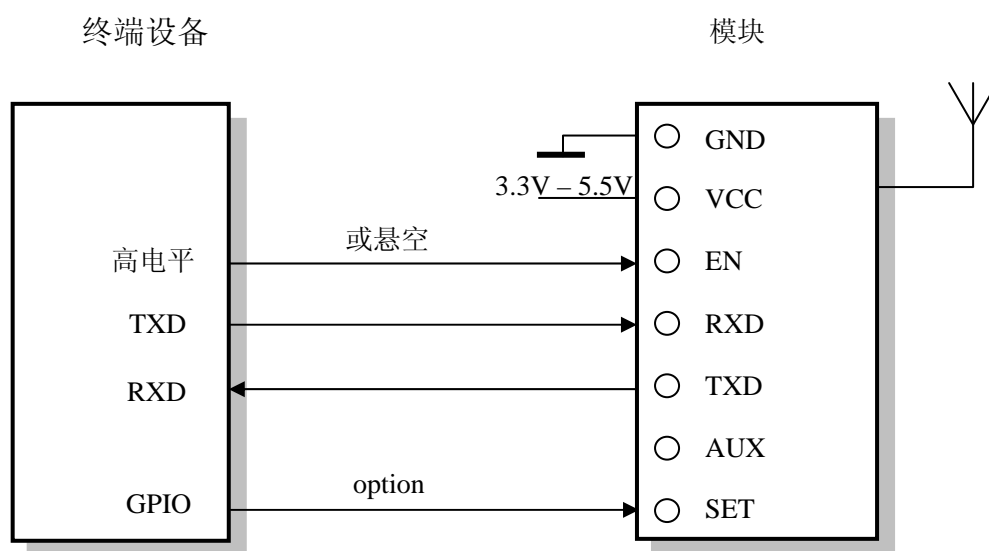 终端设备
模块
GND
3.3V – 5.5V
VCC
高电平
或悬空
EN
TXD
RXD
RXD
TXD
AUX
GPIO
option
SET